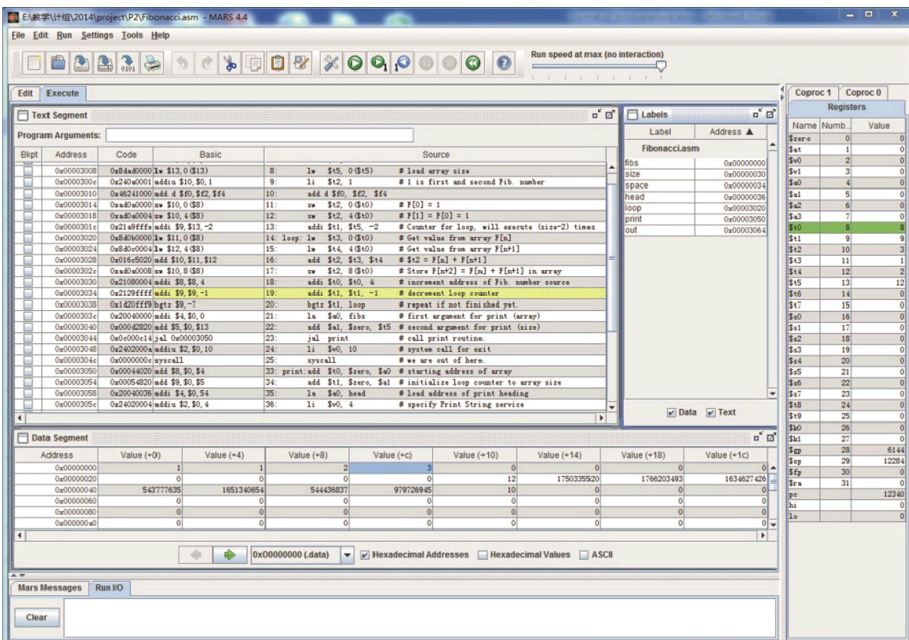 E:\教学\计组\2014\project\P2\Fibonacci.asm - MARS 4.4
File Edit Run Settings Tools Help
Run speed at max (no interaction)
Edit Execute
Text Segment
Program Arguments:
Bkpt Address Code Basic Source
0x00003008 0x8dad0000 lw $13,0($13) 8: lw $t5, 0($t5) # load array size
0x0000300c 0x240a0001 addiu $10,$0,1 9: li $t2, 1 # 1 is first and second Fib. number
0x00003010 0x46241000 add.d $f0,$f2,$f4 10: add.d $f0, $f2, $f4
0x00003014 0xad0a0000 sw $10,0($8) 11: sw $t2, 0($t0) # F[0] = 1
0x00003018 0xad0a0004 sw $10,4($8) 12: sw $t2, 4($t0) # F[1] = F[0] = 1
0x0000301c 0x21a9fffe addi $9,$13,-2 13: addi $t1, $t5, -2 # Counter for loop, will execute (size-2) times
0x00003020 0x8d0b0000 lw $11,0($8) 14: loop: lw $t3, 0($t0) # Get value from array F[n]
0x00003024 0x8d0c0004 lw $12,4($8) 15: lw $t4, 4($t0) # Get value from array F[n+1]
0x00003028 0x016c5020 add $10,$11,$12 16: add $t2, $t3, $t4 # $t2 = F[n] + F[n+1]
0x0000302c 0xad0a0008 sw $10,8($8) 17: sw $t2, 8($t0) # Store F[n+2] = F[n] + F[n+1] in array
0x00003030 0x21080004 addi $8,$8,4 18: addi $t0, $t0, 4 # increment address of Fib. number source
0x00003034 0x2129ffff addi $9,$9,-1 19: addi $t1, $t1, -1 # decrement loop counter
0x00003038 0x1d20fff9 bgtz $9,-7 20: bgtz $t1, loop # repeat if not finished yet.
0x0000303c 0x20040000 addi $4,$0,0 21: la $a0, fibs # first argument for print (array)
0x00003040 0x000d2820 add $5,$0,$13 22: add $a1, $zero, $t5 # second argument for print (size)
0x00003044 0x0c000c14 jal 0x00003050 23: jal print # call print routine.
0x00003048 0x2402000a addiu $2,$0,10 24: li $v0, 10 # system call for exit
0x0000304c 0x0000000c syscall 25: syscall # we are out of here.
0x00003050 0x00044020 add $8,$0,$4 33: print:add $t0, $zero, $a0 # starting address of array
0x00003054 0x00054820 add $9,$0,$5 34: add $t1, $zero, $a1 # initialize loop counter to array size
0x00003058 0x20040036 addi $4,$0,54 35: la $a0, head # load address of print heading
0x0000305c 0x24020004 addiu $2,$0,4 36: li $v0, 4 # specify Print String service
Labels
Label Address ▲
Fibonacci.asm
fibs 0x00000000
size 0x00000030
space 0x00000034
head 0x00000036
loop 0x00003020
print 0x00003050
out 0x00003064
Data Text
Coproc 1 Coproc 0
Registers
Name Numb... Value
$zero 0 0
$at 1 0
$v0 2 0
$v1 3 0
$a0 4 0
$a1 5 0
$a2 6 0
$a3 7 0
$t0 8 8
$t1 9 9
$t2 10 3
$t3 11 1
$t4 12 2
$t5 13 12
$t6 14 0
$t7 15 0
$s0 16 0
$s1 17 0
$s2 18 0
$s3 19 0
$s4 20 0
$s5 21 0
$s6 22 0
$s7 23 0
$t8 24 0
$t9 25 0
$k0 26 0
$k1 27 0
$gp 28 6144
$sp 29 12284
$fp 30 0
$ra 31 0
pc 12340
hi 0
lo 0
Data Segment
Address Value (+0) Value (+4) Value (+8) Value (+c) Value (+10) Value (+14) Value (+18) Value (+1c)
0x00000000 1 1 2 3 0 0 0 0
0x00000020 0 0 0 0 12 1750335520 1766203493 1634627426
0x00000040 543777635 1651340654 544436837 979726945 10 0 0 0
0x00000060 0 0 0 0 0 0 0 0
0x00000080 0 0 0 0 0 0 0 0
0x000000a0 0 0 0 0 0 0 0 0
0x00000000 (.data) Hexadecimal Addresses Hexadecimal Values ASCII
Mars Messages Run I/O
Clear